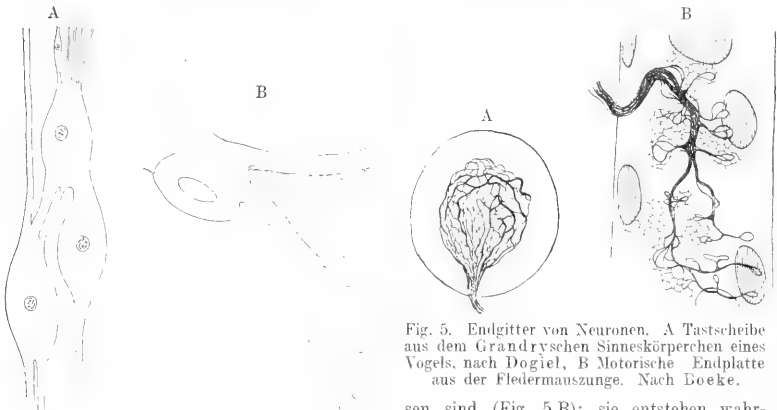 A
B
A
B
Fig. 5. Endgitter von Neuronen. A Tastscheibe
aus dem Grandryschen Sinneskörperchen eines
Vogels, nach Dogiel, B Motorische Endplatte
aus der Fledermauszunge. Nach Boeke.
sen sind (Fig. 5 B); sie entstehen wahr-